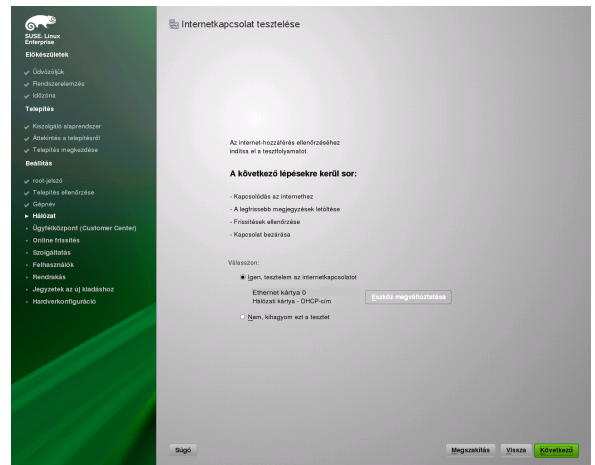 SUSE. Linux
Enterprise
Előkészületek
Üdvözöljük
Rendszerelemzés
Időzóna
Telepítés
Kiszolgáló alaprendszer
Áttekintés a telepítésről
Telepítés megkezdése
Beállítás
root-jelszó
Telepítés ellenőrzése
Gépnév
Hálózat
Ügyfélközpont (Customer Center)
Online frissítés
Szolgáltatás
Felhasználók
Rendrakás
Jegyzetek az új kiadáshoz
Hardverkonfiguráció
Internetkapcsolat tesztelése
Az internet-hozzáférés ellenőrzéséhez
indítsa el a tesztfolyamatot.
A következő lépésekre kerül sor:
- Kapcsolódás az internethez
- A legfrissebb megjegyzések letöltése
- Frissítések ellenőrzése
- Kapcsolat bezárása
Válasszon:
Igen, tesztelem az internetkapcsolatot
Ethernet kártya 0
Hálózati kártya - DHCP-cím
Eszköz megváltoztatása
Nem, kihagyom ezt a tesztet
Súgó
Megszakítás
Vissza
Következő